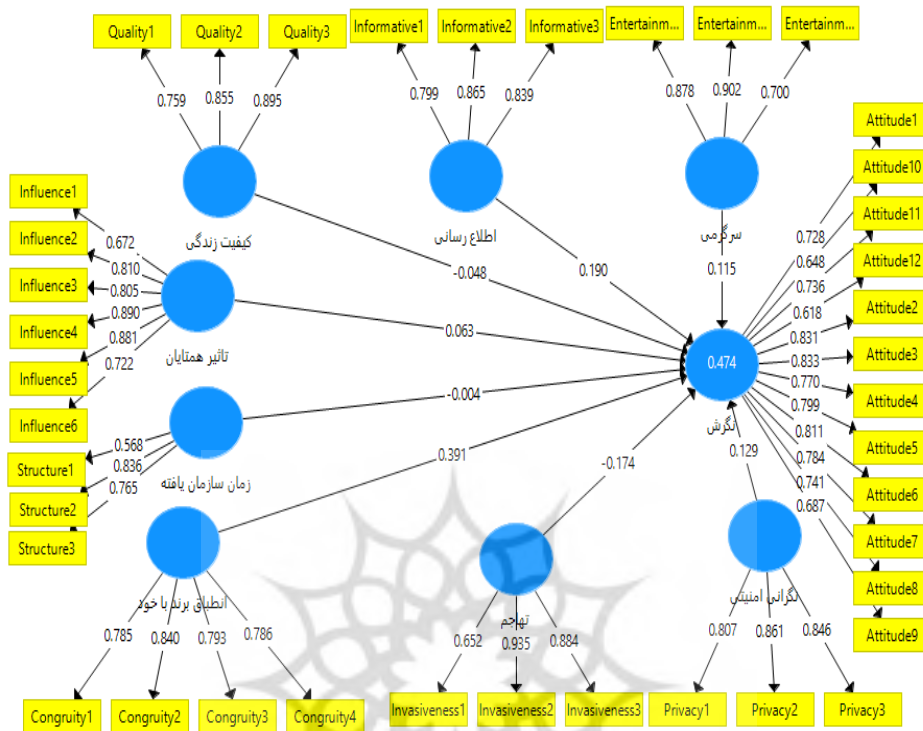 Quality1
Quality2
Quality3
Informative1
Informative2
Informative3
Entertainm...
Entertainm...
Entertainm...
0.759
0.855
0.895
0.799
0.865
0.839
0.878
0.902
0.700
کیفیت زندگی
اطلاع رسانی
سرگرمی
-0.048
0.190
0.115
Influence1
Influence2
Influence3
Influence4
Influence5
Influence6
0.672
0.810
0.805
0.890
0.881
0.722
تاثیر همتایان
0.063
Structure1
Structure2
Structure3
0.568
0.836
0.765
زمان سازمان یافته
-0.004
0.474
نگرش
Attitude1
Attitude10
Attitude11
Attitude12
Attitude2
Attitude3
Attitude4
Attitude5
Attitude6
Attitude7
Attitude8
Attitude9
0.728
0.648
0.736
0.618
0.831
0.833
0.770
0.799
0.811
0.784
0.741
0.687
انطباق برند با خود
0.391
0.785
0.840
0.793
0.786
Congruity1
Congruity2
Congruity3
Congruity4
تهاجم
-0.174
0.652
0.935
0.884
Invasiveness1
Invasiveness2
Invasiveness3
نگرانی امنیتی
0.129
0.807
0.861
0.846
Privacy1
Privacy2
Privacy3